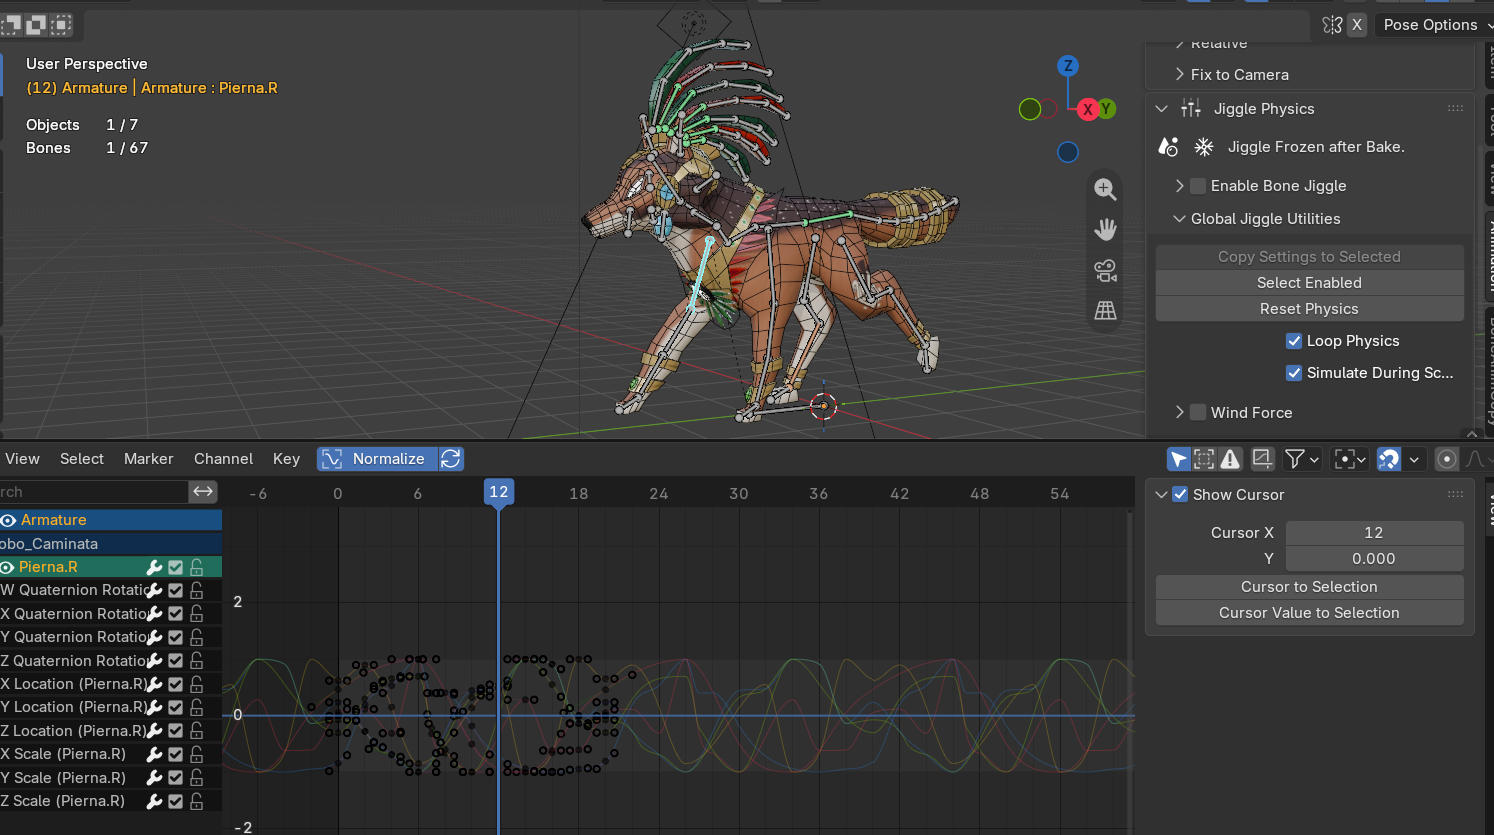 X Pose Options
User Perspective
(12) Armature | Armature : Pierna.R
Objects 1 / 7
Bones 1 / 67
Z
X
Y
Relative
Fix to Camera
Jiggle Physics
Jiggle Frozen after Bake.
Enable Bone Jiggle
Global Jiggle Utilities
Copy Settings to Selected
Select Enabled
Reset Physics
Loop Physics
Simulate During Sc...
Wind Force
Item
View
Animation
View Select Marker Channel Key Normalize
rch
-6 0 6 12 18 24 30 36 42 48 54
Armature
obo_Caminata
Pierna.R
W Quaternion Rotatio
X Quaternion Rotatio
Y Quaternion Rotatio
Z Quaternion Rotatio
X Location (Pierna.R)
Y Location (Pierna.R)
Z Location (Pierna.R)
X Scale (Pierna.R)
Y Scale (Pierna.R)
Z Scale (Pierna.R)
2
0
-2
Show Cursor
Cursor X 12
Y 0.000
Cursor to Selection
Cursor Value to Selection
View